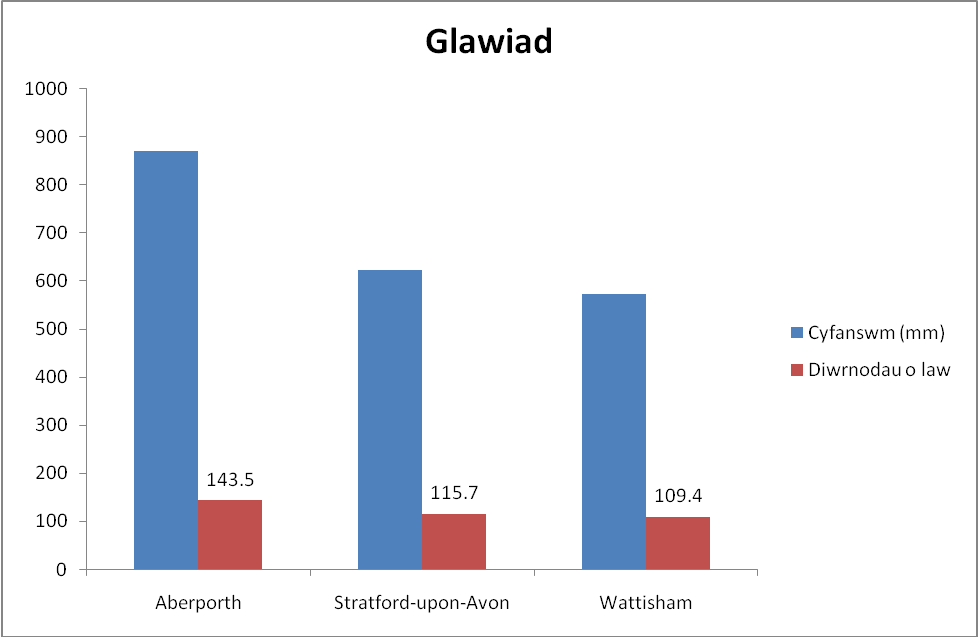 Glawiad
1000
900
800
700
600
500
400
300
200
100
0
143.5
115.7
109.4
Aberporth
Stratford-upon-Avon
Wattisham
Cyfanswm (mm)
Diwrnodau o law